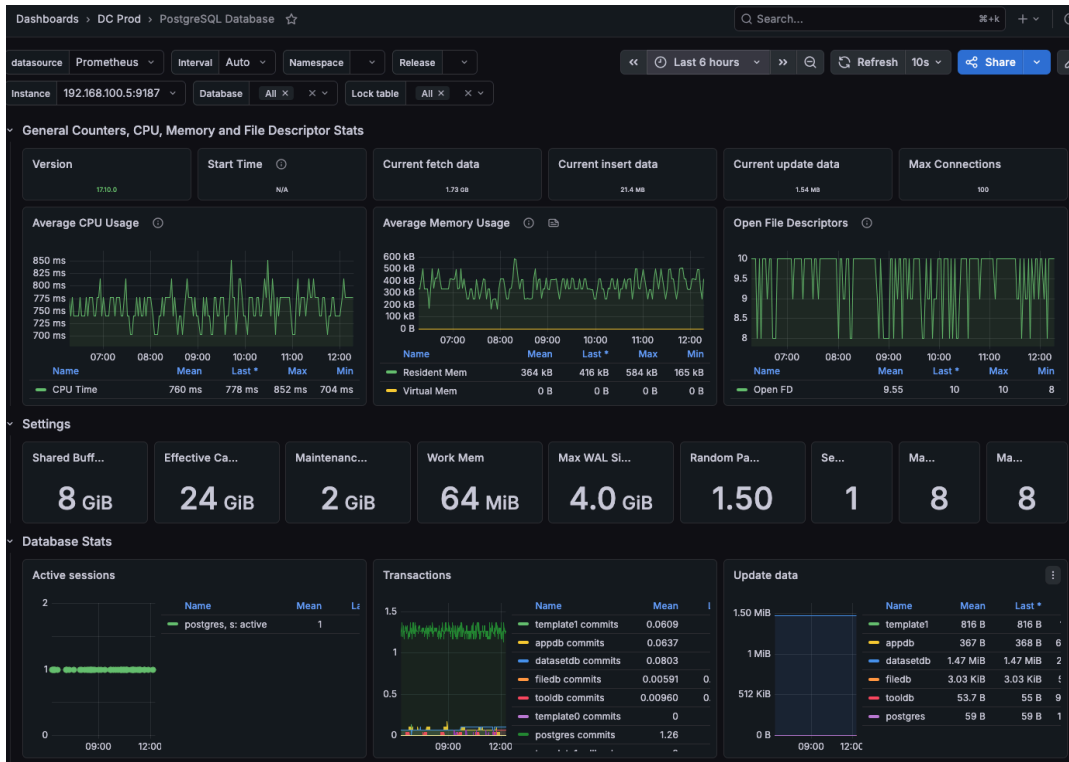 Dashboards › DC Prod › PostgreSQL Database
Search... ⌘+k
datasource Prometheus Interval Auto Namespace Release « Last 6 hours » Refresh 10s Share
Instance 192.168.100.5:9187 Database All × × Lock table All × ×
General Counters, CPU, Memory and File Descriptor Stats
Version Start Time Current fetch data Current insert data Current update data Max Connections
17.10.0 N/A 1.73 GB 21.4 MB 1.54 MB 100
Average CPU Usage
850 ms
825 ms
800 ms
775 ms
750 ms
725 ms
700 ms
07:00 08:00 09:00 10:00 11:00 12:00
Name Mean Last * Max Min
CPU Time 760 ms 778 ms 852 ms 704 ms
Average Memory Usage
600 kB
500 kB
400 kB
300 kB
200 kB
100 kB
0 B
07:00 08:00 09:00 10:00 11:00 12:00
Name Mean Last * Max Min
Resident Mem 364 kB 416 kB 584 kB 165 kB
Virtual Mem 0 B 0 B 0 B 0 B
Open File Descriptors
10
9.5
9
8.5
8
07:00 08:00 09:00 10:00 11:00 12:00
Name Mean Last * Max Min
Open FD 9.55 10 10 8
Settings
Shared Buff... Effective Ca... Maintenanc... Work Mem Max WAL Si... Random Pa... Se... Ma... Ma...
8 GiB 24 GiB 2 GiB 64 MiB 4.0 GiB 1.50 1 8 8
Database Stats
Active sessions
2
1
0
09:00 12:00
Name Mean La
postgres, s: active 1
Transactions
1.5
1
0.5
0
09:00 12:00
Name Mean
template1 commits 0.0609
appdb commits 0.0637
datasetdb commits 0.0803
filedb commits 0.00591 0.
tooldb commits 0.00960 0.
template0 commits 0
postgres commits 1.26
Update data
1.50 MiB
1 MiB
512 KiB
0 B
09:00 12:00
Name Mean Last *
template1 816 B 816 B
appdb 367 B 368 B 6
datasetdb 1.47 MiB 1.47 MiB 2
filedb 3.03 KiB 3.03 KiB
tooldb 53.7 B 55 B 9
postgres 59 B 59 B 1